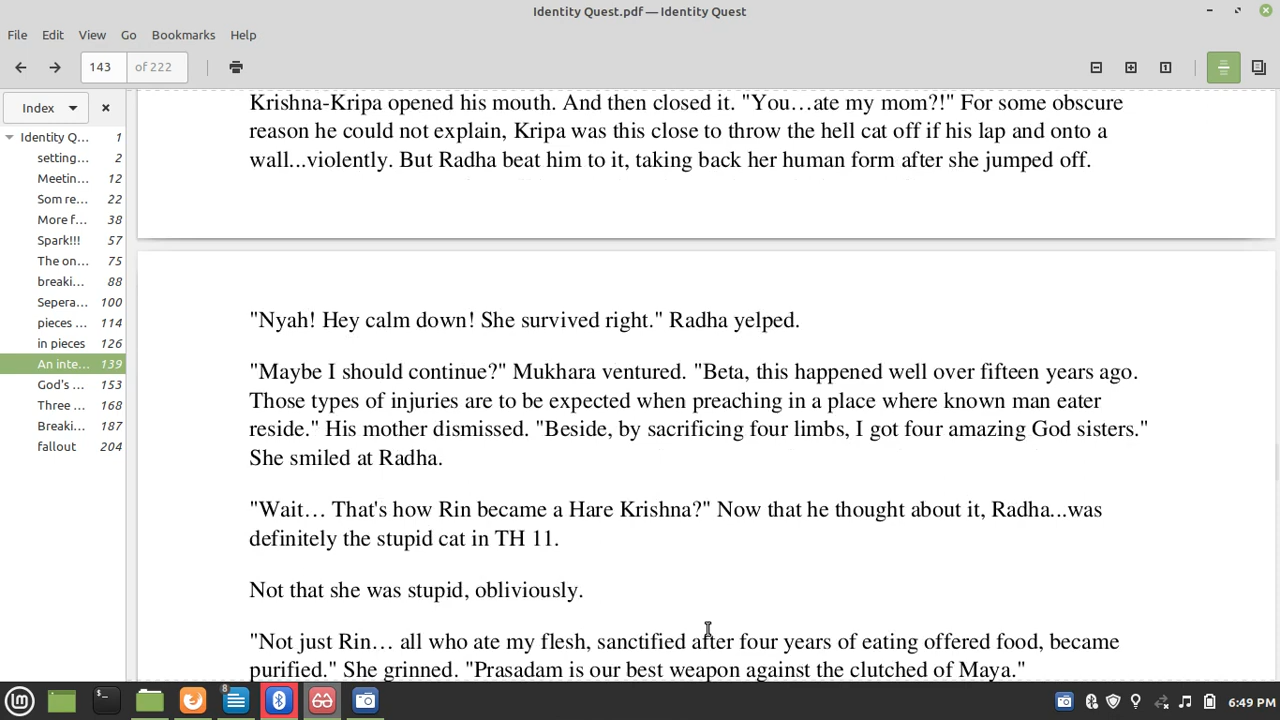 Identity Quest.pdf — Identity Quest
File Edit View Go Bookmarks Help
143 of 222
Index
Identity Q... 1
setting... 2
Meetin... 12
Som re... 22
More f... 38
Spark!!! 57
The on... 75
breaki... 88
Sepera... 100
pieces ... 114
in pieces 126
An inte... 139
God's ... 153
Three ... 168
Breaki... 187
fallout 204
Krishna-Kripa opened his mouth. And then closed it. "You…ate my mom?!" For some obscure
reason he could not explain, Kripa was this close to throw the hell cat off if his lap and onto a
wall...violently. But Radha beat him to it, taking back her human form after she jumped off.
"Nyah! Hey calm down! She survived right." Radha yelped.
"Maybe I should continue?" Mukhara ventured. "Beta, this happened well over fifteen years ago.
Those types of injuries are to be expected when preaching in a place where known man eater
reside." His mother dismissed. "Beside, by sacrificing four limbs, I got four amazing God sisters."
She smiled at Radha.
"Wait… That's how Rin became a Hare Krishna?" Now that he thought about it, Radha...was
definitely the stupid cat in TH 11.
Not that she was stupid, obliviously.
"Not just Rin… all who ate my flesh, sanctified after four years of eating offered food, became
purified." She grinned. "Prasadam is our best weapon against the clutched of Maya."
8
6:49 PM